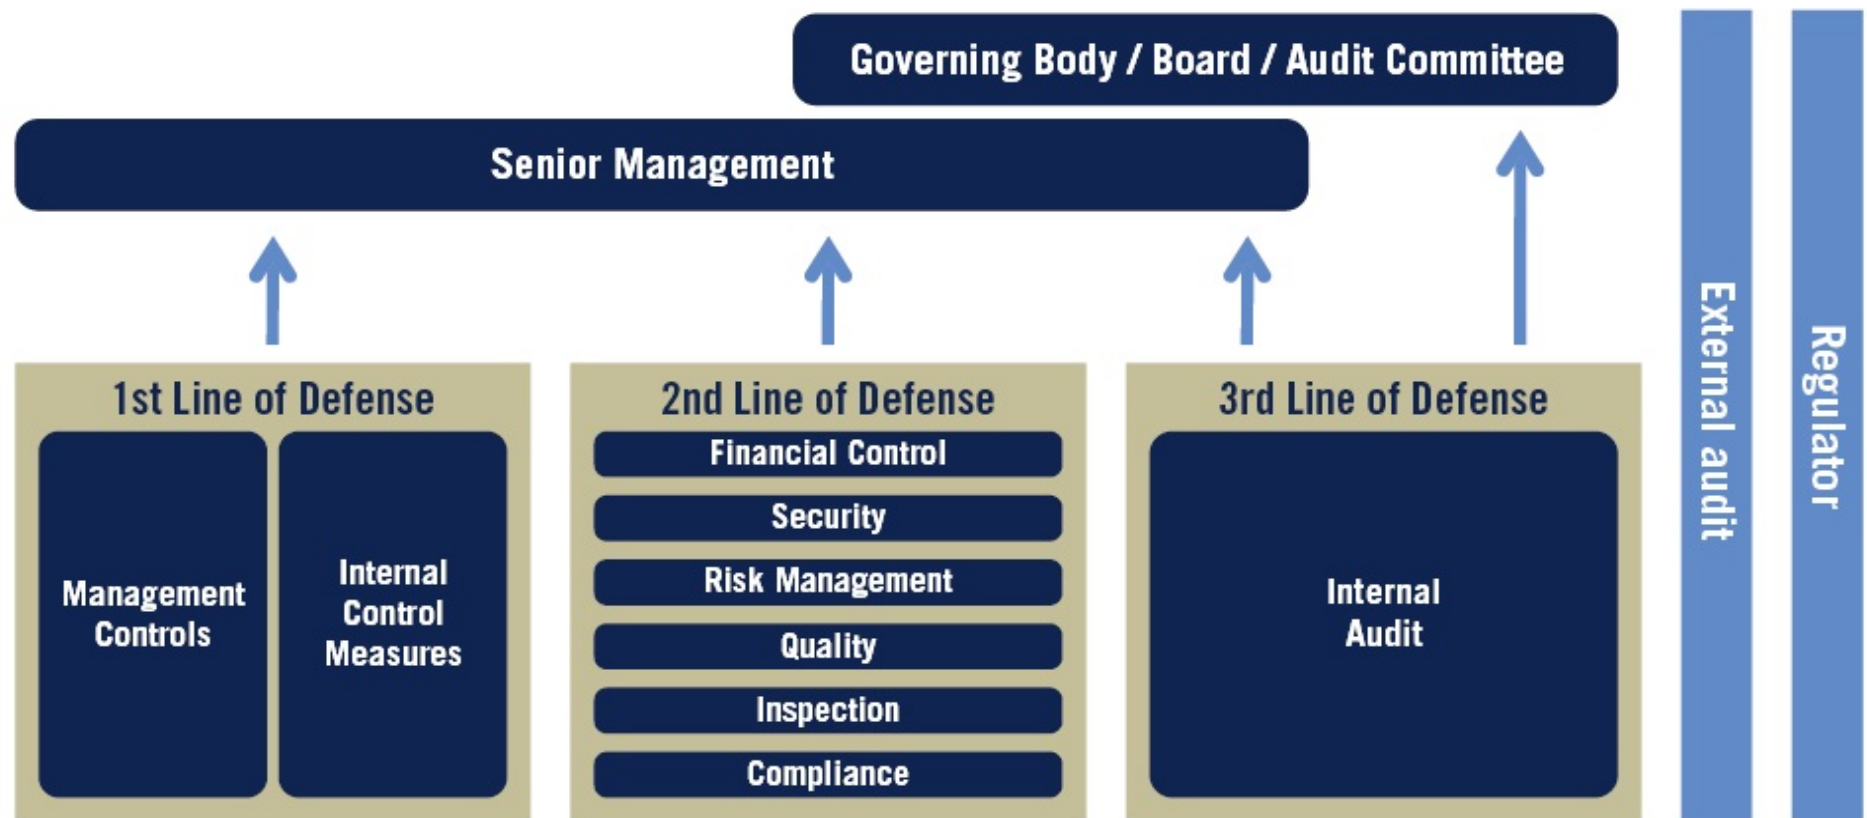 Governing Body / Board / Audit Committee
Senior Management
1st Line of Defense
Management
Controls
Internal
Control
Measures
2nd Line of Defense
Financial Control
Security
Risk Management
Quality
Inspection
Compliance
3rd Line of Defense
Internal
Audit
External audit
Regulator